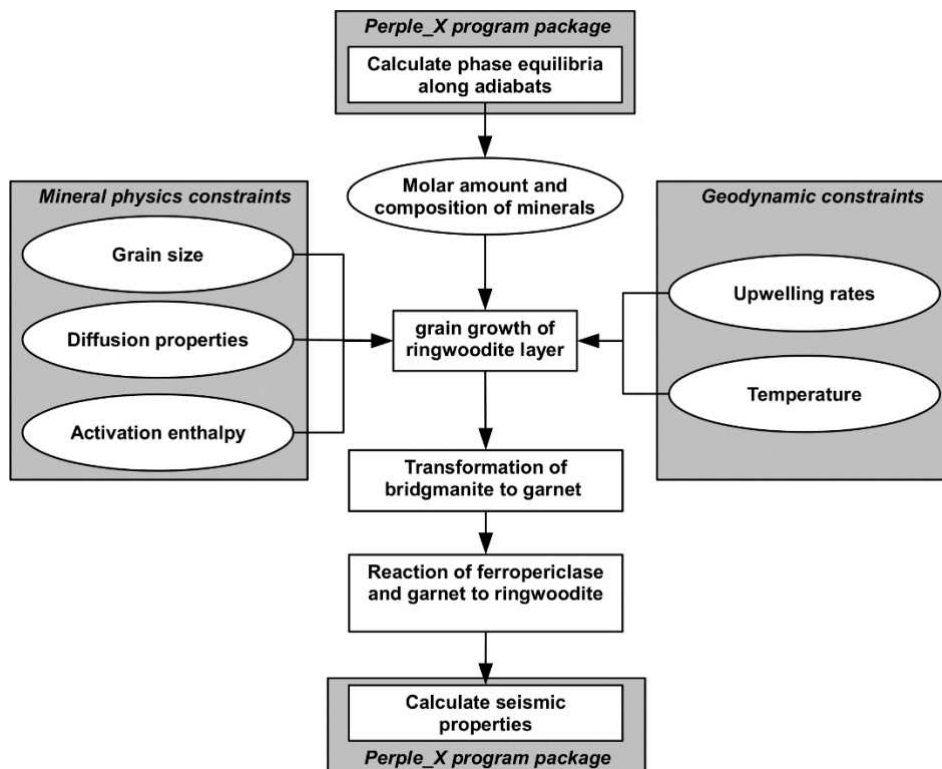 Perple_X program package
Calculate phase equilibria
along adiabats
Molar amount and
composition of minerals
Mineral physics constraints
Grain size
Diffusion properties
Activation enthalpy
Geodynamic constraints
Upwelling rates
Temperature
grain growth of
ringwoodite layer
Transformation of
bridgmanite to garnet
Reaction of ferropericlase
and garnet to ringwoodite
Calculate seismic
properties
Perple_X program package